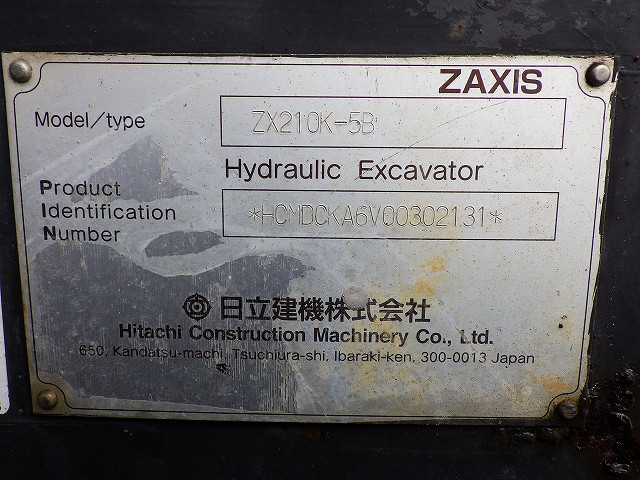 ZAXIS
Model/type ZX210K-5B
Hydraulic Excavator
Product
Identification *HCMDCKA6V00302131*
Number
日立建機株式会社
Hitachi Construction Machinery Co., Ltd.
650, Kandatsu-machi, Tsuchiura-shi, Ibaraki-ken, 300-0013 Japan